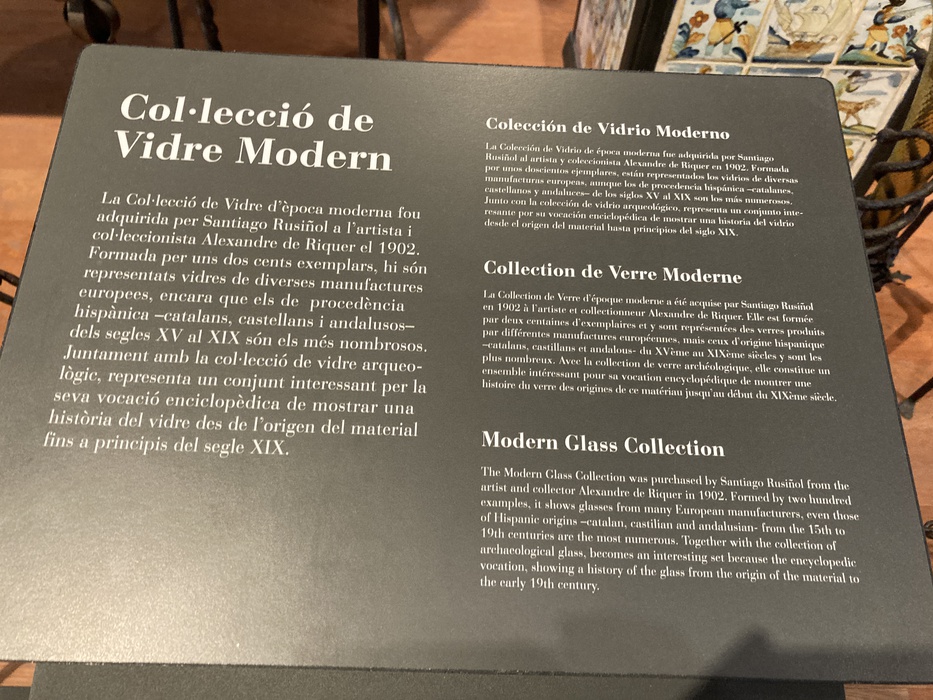 Col·lecció de
Vidre Modern
La Col·lecció de Vidre d'època moderna fou
adquirida per Santiago Rusiñol a l'artista i
col·leccionista Alexandre de Riquer el 1902.
Formada per uns dos cents exemplars, hi són
representats vidres de diverses manufactures
europees, encara que els de procedència
hispànica –catalans, castellans i andalusos–
dels segles XV al XIX són els més nombrosos.
Juntament amb la col·lecció de vidre arqueo-
lògic, representa un conjunt interessant per la
seva vocació enciclopèdica de mostrar una
història del vidre des de l'origen del material
fins a principis del segle XIX.
Colección de Vidrio Moderno
La Colección de Vidrio de época moderna fue adquirida por Santiago
Rusiñol al artista y coleccionista Alexandre de Riquer en 1902. Formada
por unos doscientos ejemplares, están representados los vidrios de diversas
manufacturas europeas, aunque los de procedencia hispánica –catalanes,
castellanos y andaluces– de los siglos XV al XIX son los más numerosos.
Junto con la colección de vidrio arqueológico, representa un conjunto inte-
resante por su vocación enciclopédica de mostrar una historia del vidrio
desde el origen del material hasta principios del siglo XIX.
Collection de Verre Moderne
La Collection de Verre d'époque moderne a été acquise par Santiago Rusiñol
en 1902 à l'artiste et collectionneur Alexandre de Riquer. Elle est formée
par deux centaines d'exemplaires et y sont représentées des verres produits
par différentes manufactures européennes, mais ceux d'origine hispanique
–catalans, castillans et andalous- du XVème au XIXème siècles y sont les
plus nombreux. Avec la collection de verre archéologique, elle constitue un
ensemble intéressant pour sa vocation encyclopédique de montrer une
histoire du verre des origines de ce matériau jusqu'au début du XIXème siècle.
Modern Glass Collection
The Modern Glass Collection was purchased by Santiago Rusiñol from the
artist and collector Alexandre de Riquer in 1902. Formed by two hundred
examples, it shows glasses from many European manufacturers, even those
of Hispanic origins –catalan, castilian and andalusian- from the 15th to
19th centuries are the most numerous. Together with the collection of
archaeological glass, becomes an interesting set because the encyclopedic
vocation, showing a history of the glass from the origin of the material to
the early 19th century.